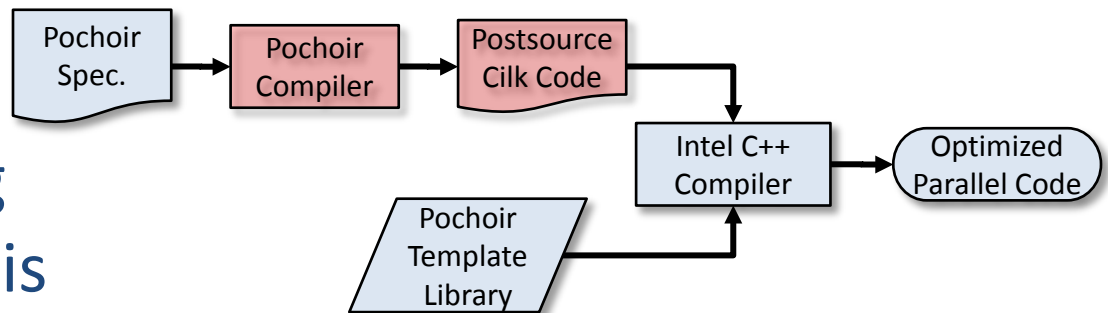 Pochoir
Spec.
Pochoir
Compiler
Postsource
Cilk Code
Intel C++
Compiler
Optimized
Parallel Code
Pochoir
Template
Library
g
is